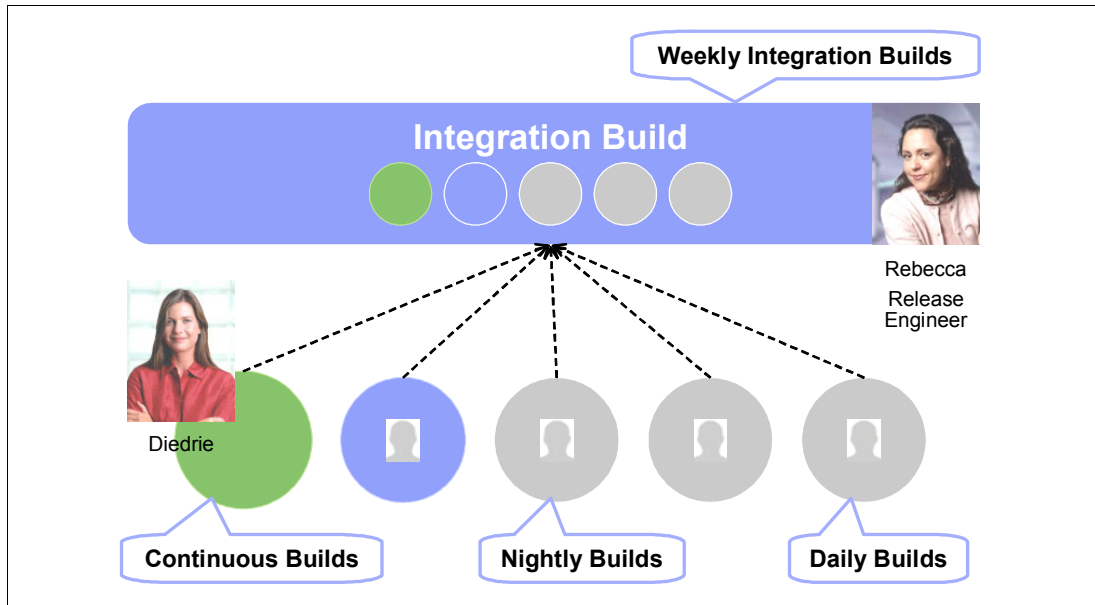 Weekly Integration Builds
Integration Build
Rebecca
Release
Engineer
Diedrie
Continuous Builds
Nightly Builds
Daily Builds